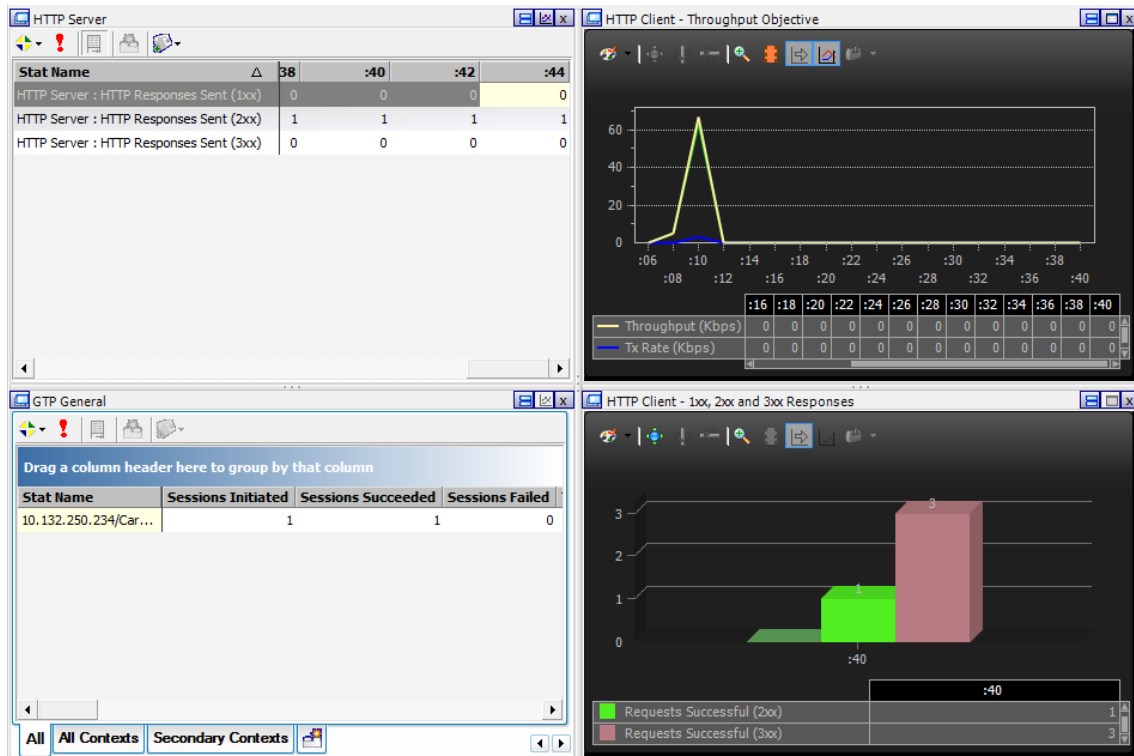 HTTP Server
Stat Name 38 :40 :42 :44
HTTP Server : HTTP Responses Sent (1xx) 0 0 0 0
HTTP Server : HTTP Responses Sent (2xx) 1 1 1 1
HTTP Server : HTTP Responses Sent (3xx) 0 0 0 0
HTTP Client - Throughput Objective
60
40
20
0
:06 :10 :14 :18 :22 :26 :30 :34 :38
:08 :12 :16 :20 :24 :28 :32 :36 :40
:16 :18 :20 :22 :24 :26 :28 :30 :32 :34 :36 :38 :40
Throughput (Kbps) 0 0 0 0 0 0 0 0 0 0 0 0 0
Tx Rate (Kbps) 0 0 0 0 0 0 0 0 0 0 0 0 0
GTP General
Drag a column header here to group by that column
Stat Name Sessions Initiated Sessions Succeeded Sessions Failed
10.132.250.234/Car... 1 1 0
All All Contexts Secondary Contexts
HTTP Client - 1xx, 2xx and 3xx Responses
3
2
1
0
3
1
:40
:40
Requests Successful (2xx) 1
Requests Successful (3xx) 3